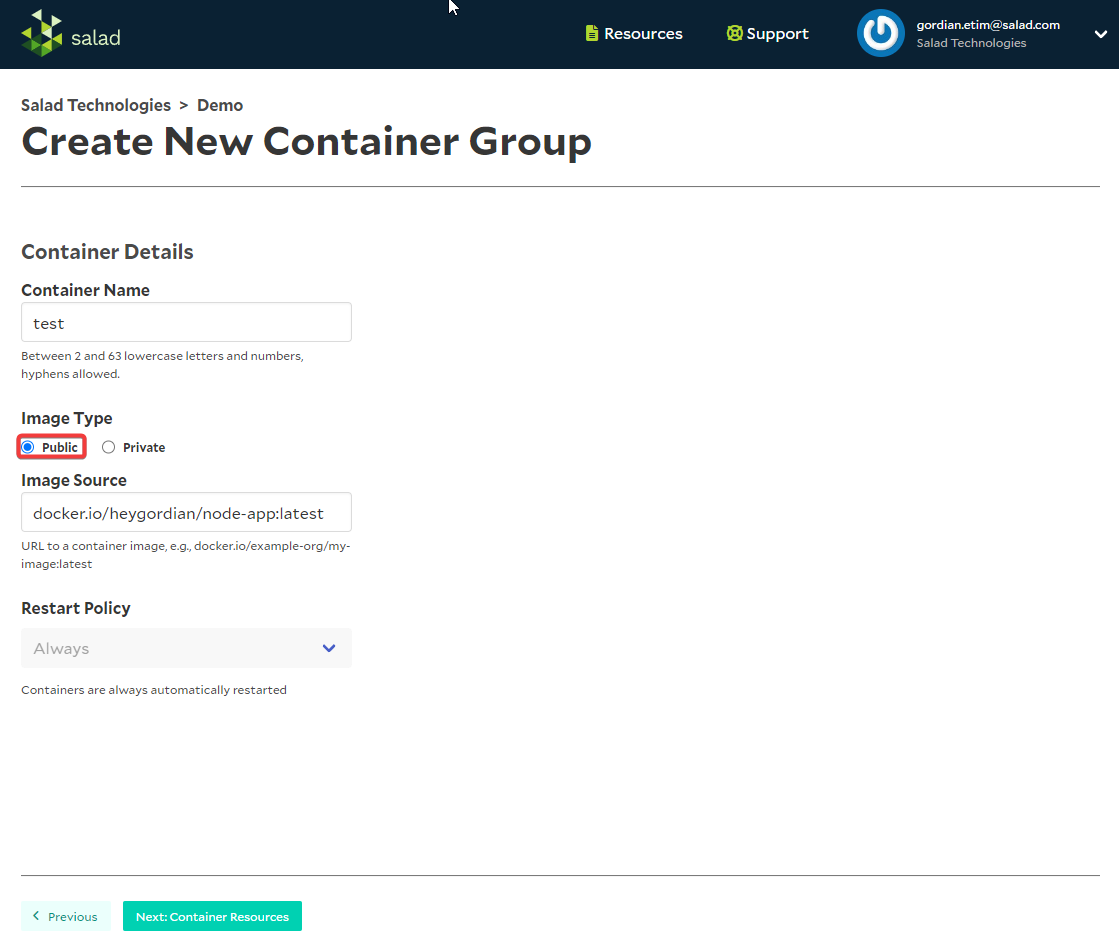 salad
Resources
Support
gordian.etim@salad.com
Salad Technologies
Salad Technologies > Demo
Create New Container Group
Container Details
Container Name
test
Between 2 and 63 lowercase letters and numbers,
hyphens allowed.
Image Type
Public
Private
Image Source
docker.io/heygordian/node-app:latest
URL to a container image, e.g., docker.io/example-org/my-
image:latest
Restart Policy
Always
Containers are always automatically restarted
Previous
Next: Container Resources